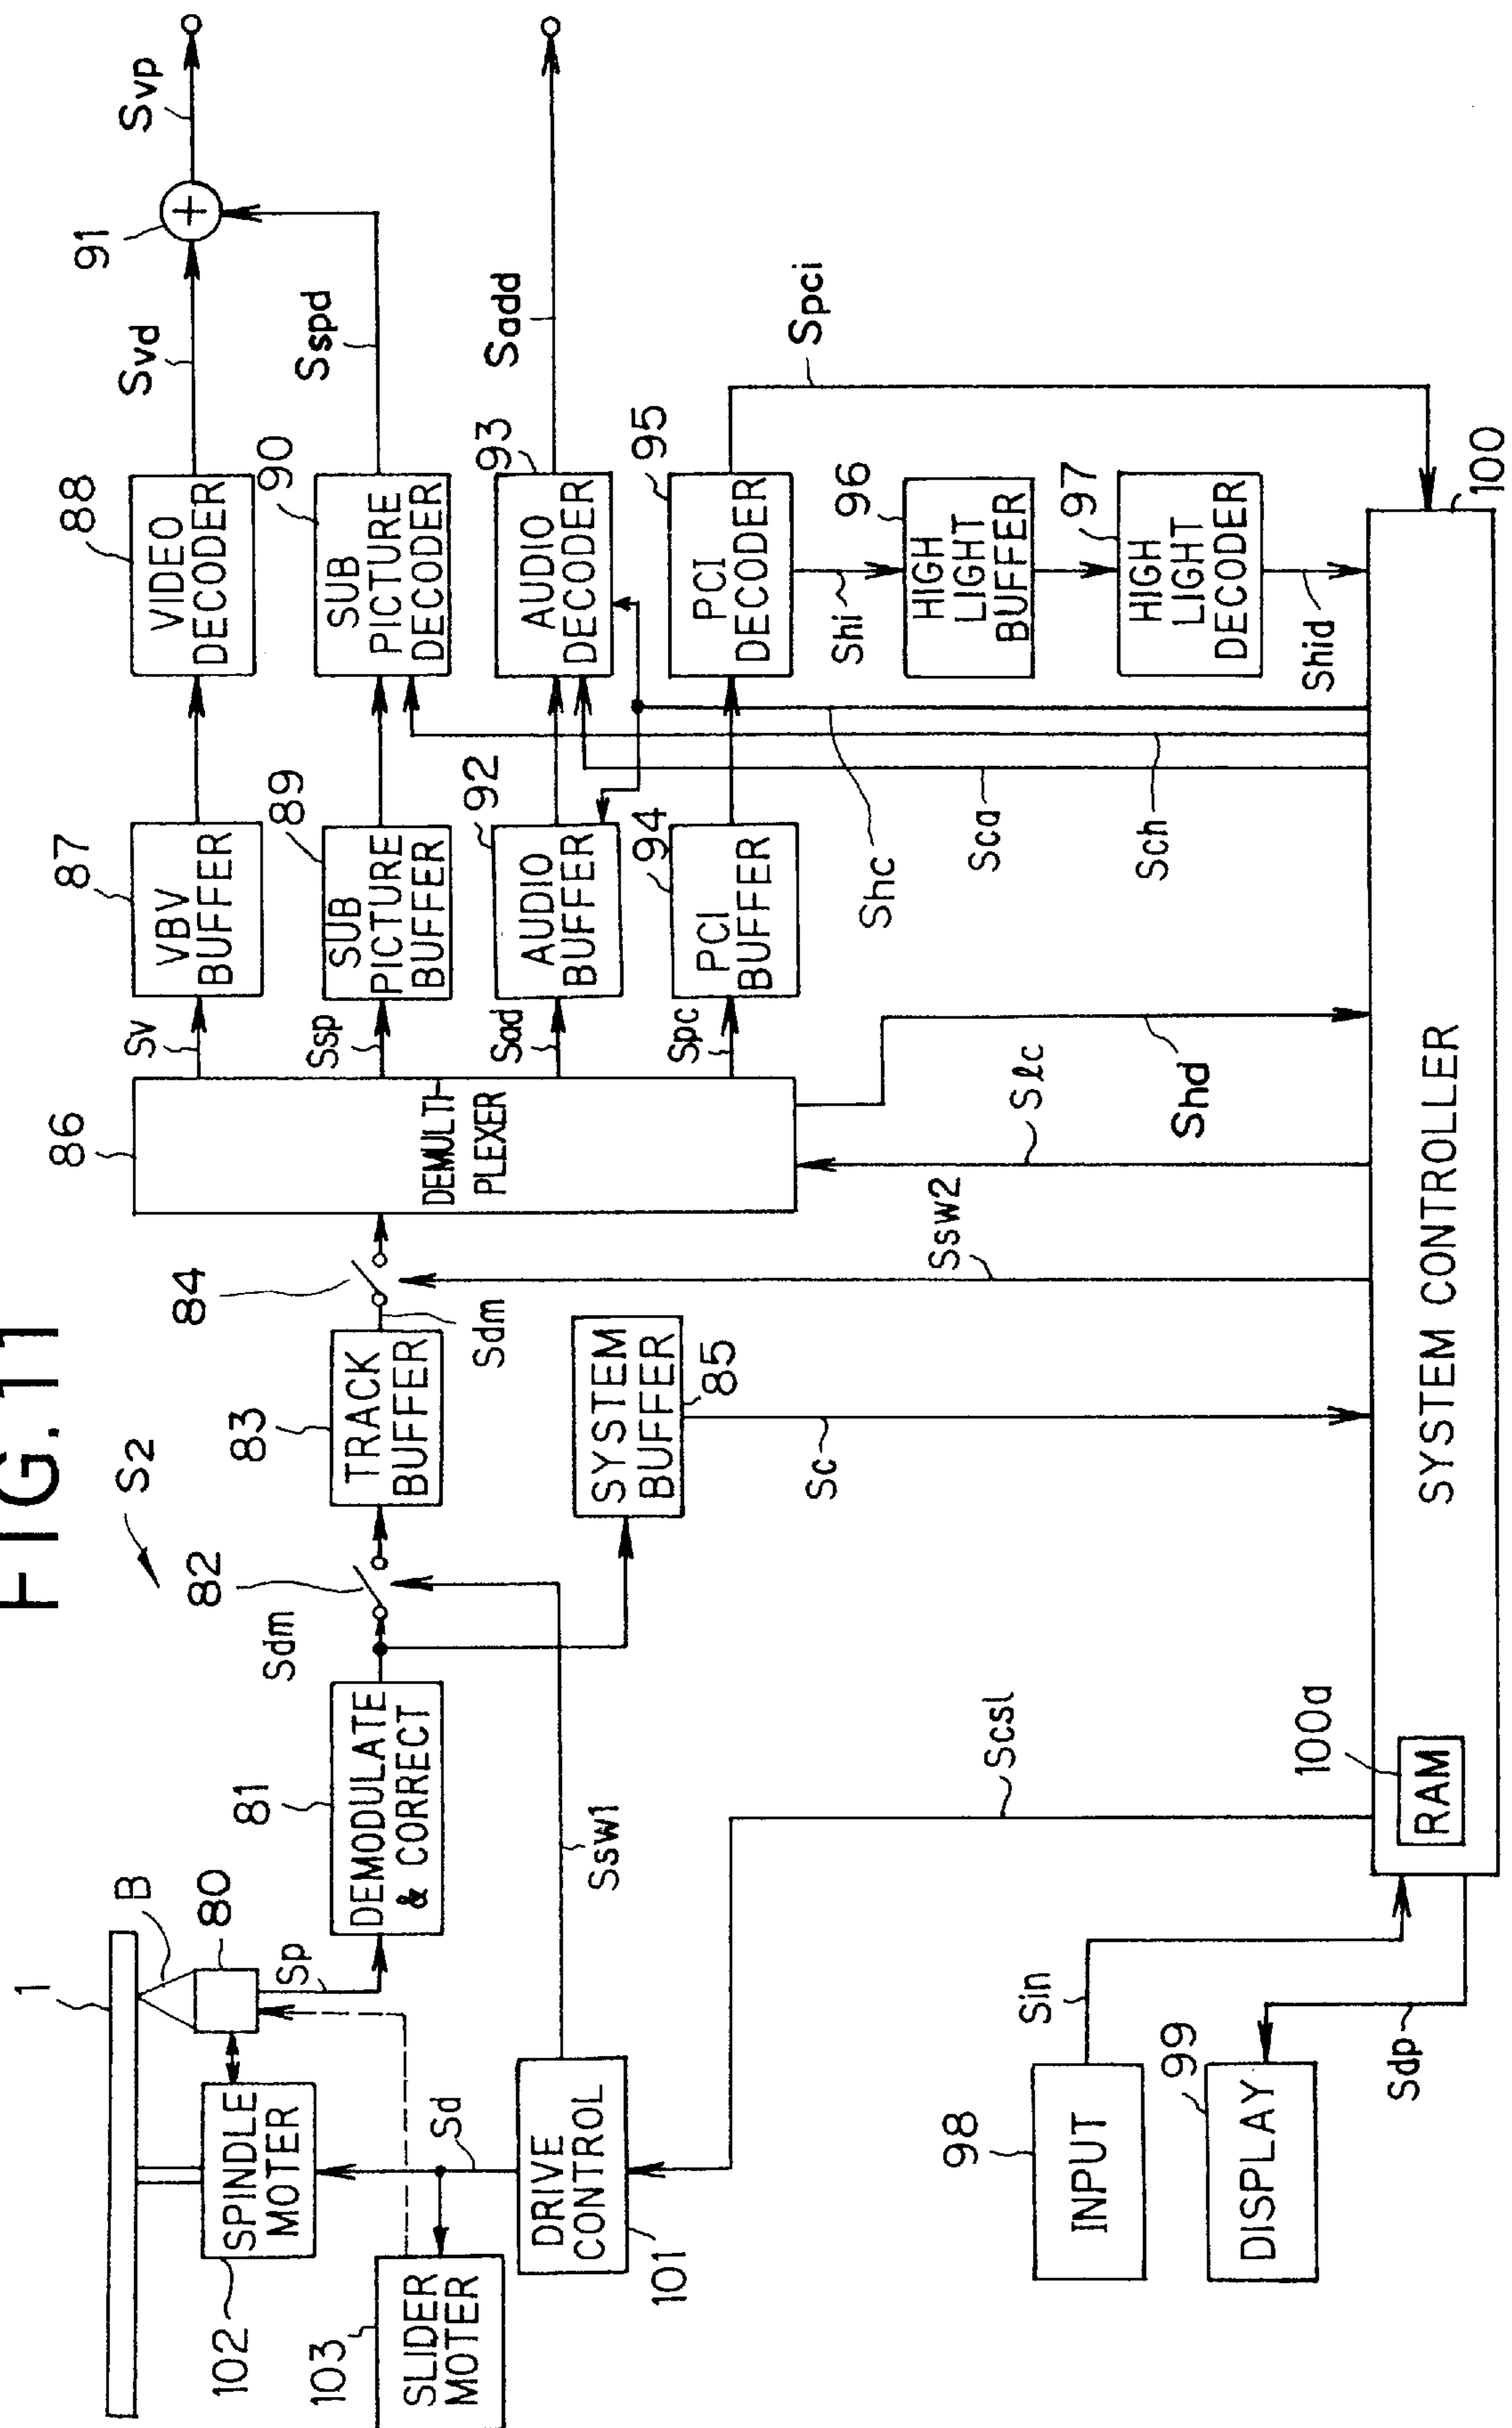 FIG.11
S2
1
B
80
Sp
SPINDLE
MOTER
102
SLIDER
MOTER
103
Sd
DRIVE
CONTROL
101
Ssw1
DEMODULATE
& CORRECT
81
Sdm
82
TRACK
BUFFER
83
Sdm
84
SYSTEM
BUFFER
85
Sc
Scsl
Ssw2
DEMULTI-
PLEXER
86
Slc
Shd
Sv
Ssp
Sad
Spc
VBV
BUFFER
87
SUB
PICTURE
BUFFER
89
AUDIO
BUFFER
92
PCI
BUFFER
94
VIDEO
DECODER
88
SUB
PICTURE
DECODER
90
AUDIO
DECODER
93
PCI
DECODER
95
Svd
91
+
Svp
Sspd
Sadd
Spci
Shi
HIGH
LIGHT
BUFFER
96
HIGH
LIGHT
DECODER
97
Shid
Shc
Sca
Sch
INPUT
98
Sin
DISPLAY
99
Sdp
RAM
100a
SYSTEM CONTROLLER
100